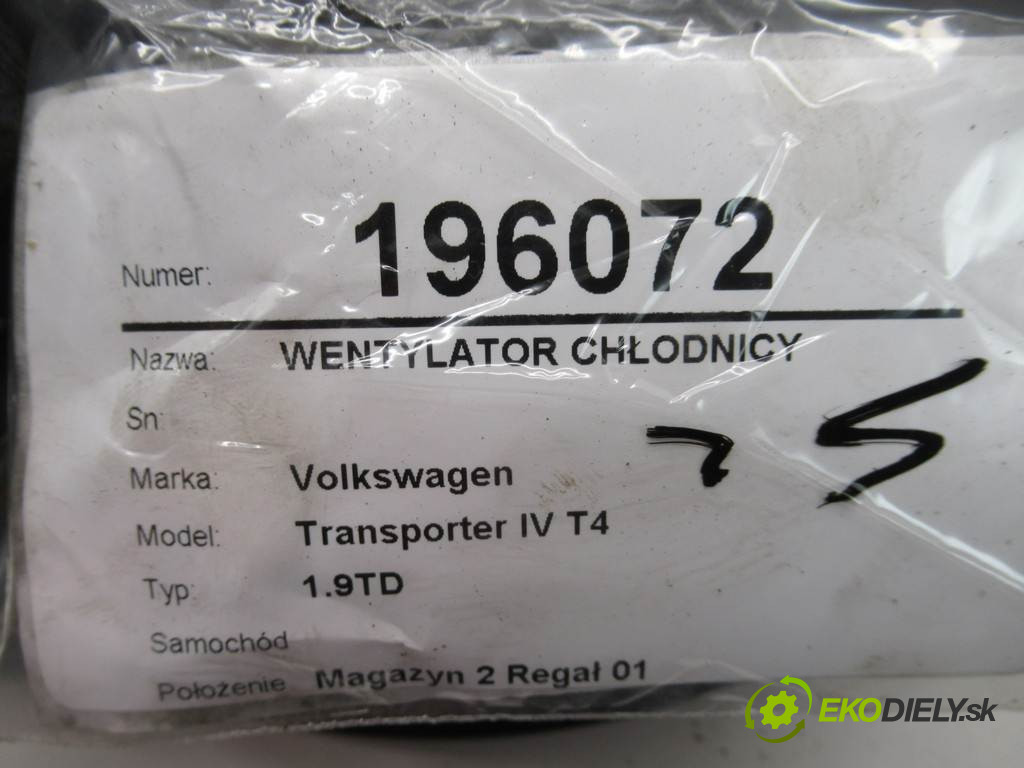 Numer: 196072
Nazwa: WENTYLATOR CHŁODNICY
Sn:
Marka: Volkswagen
Model: Transporter IV T4
Typ: 1.9TD
Samochód
Położenie Magazyn 2 Regał 01
EKODIELY.sk